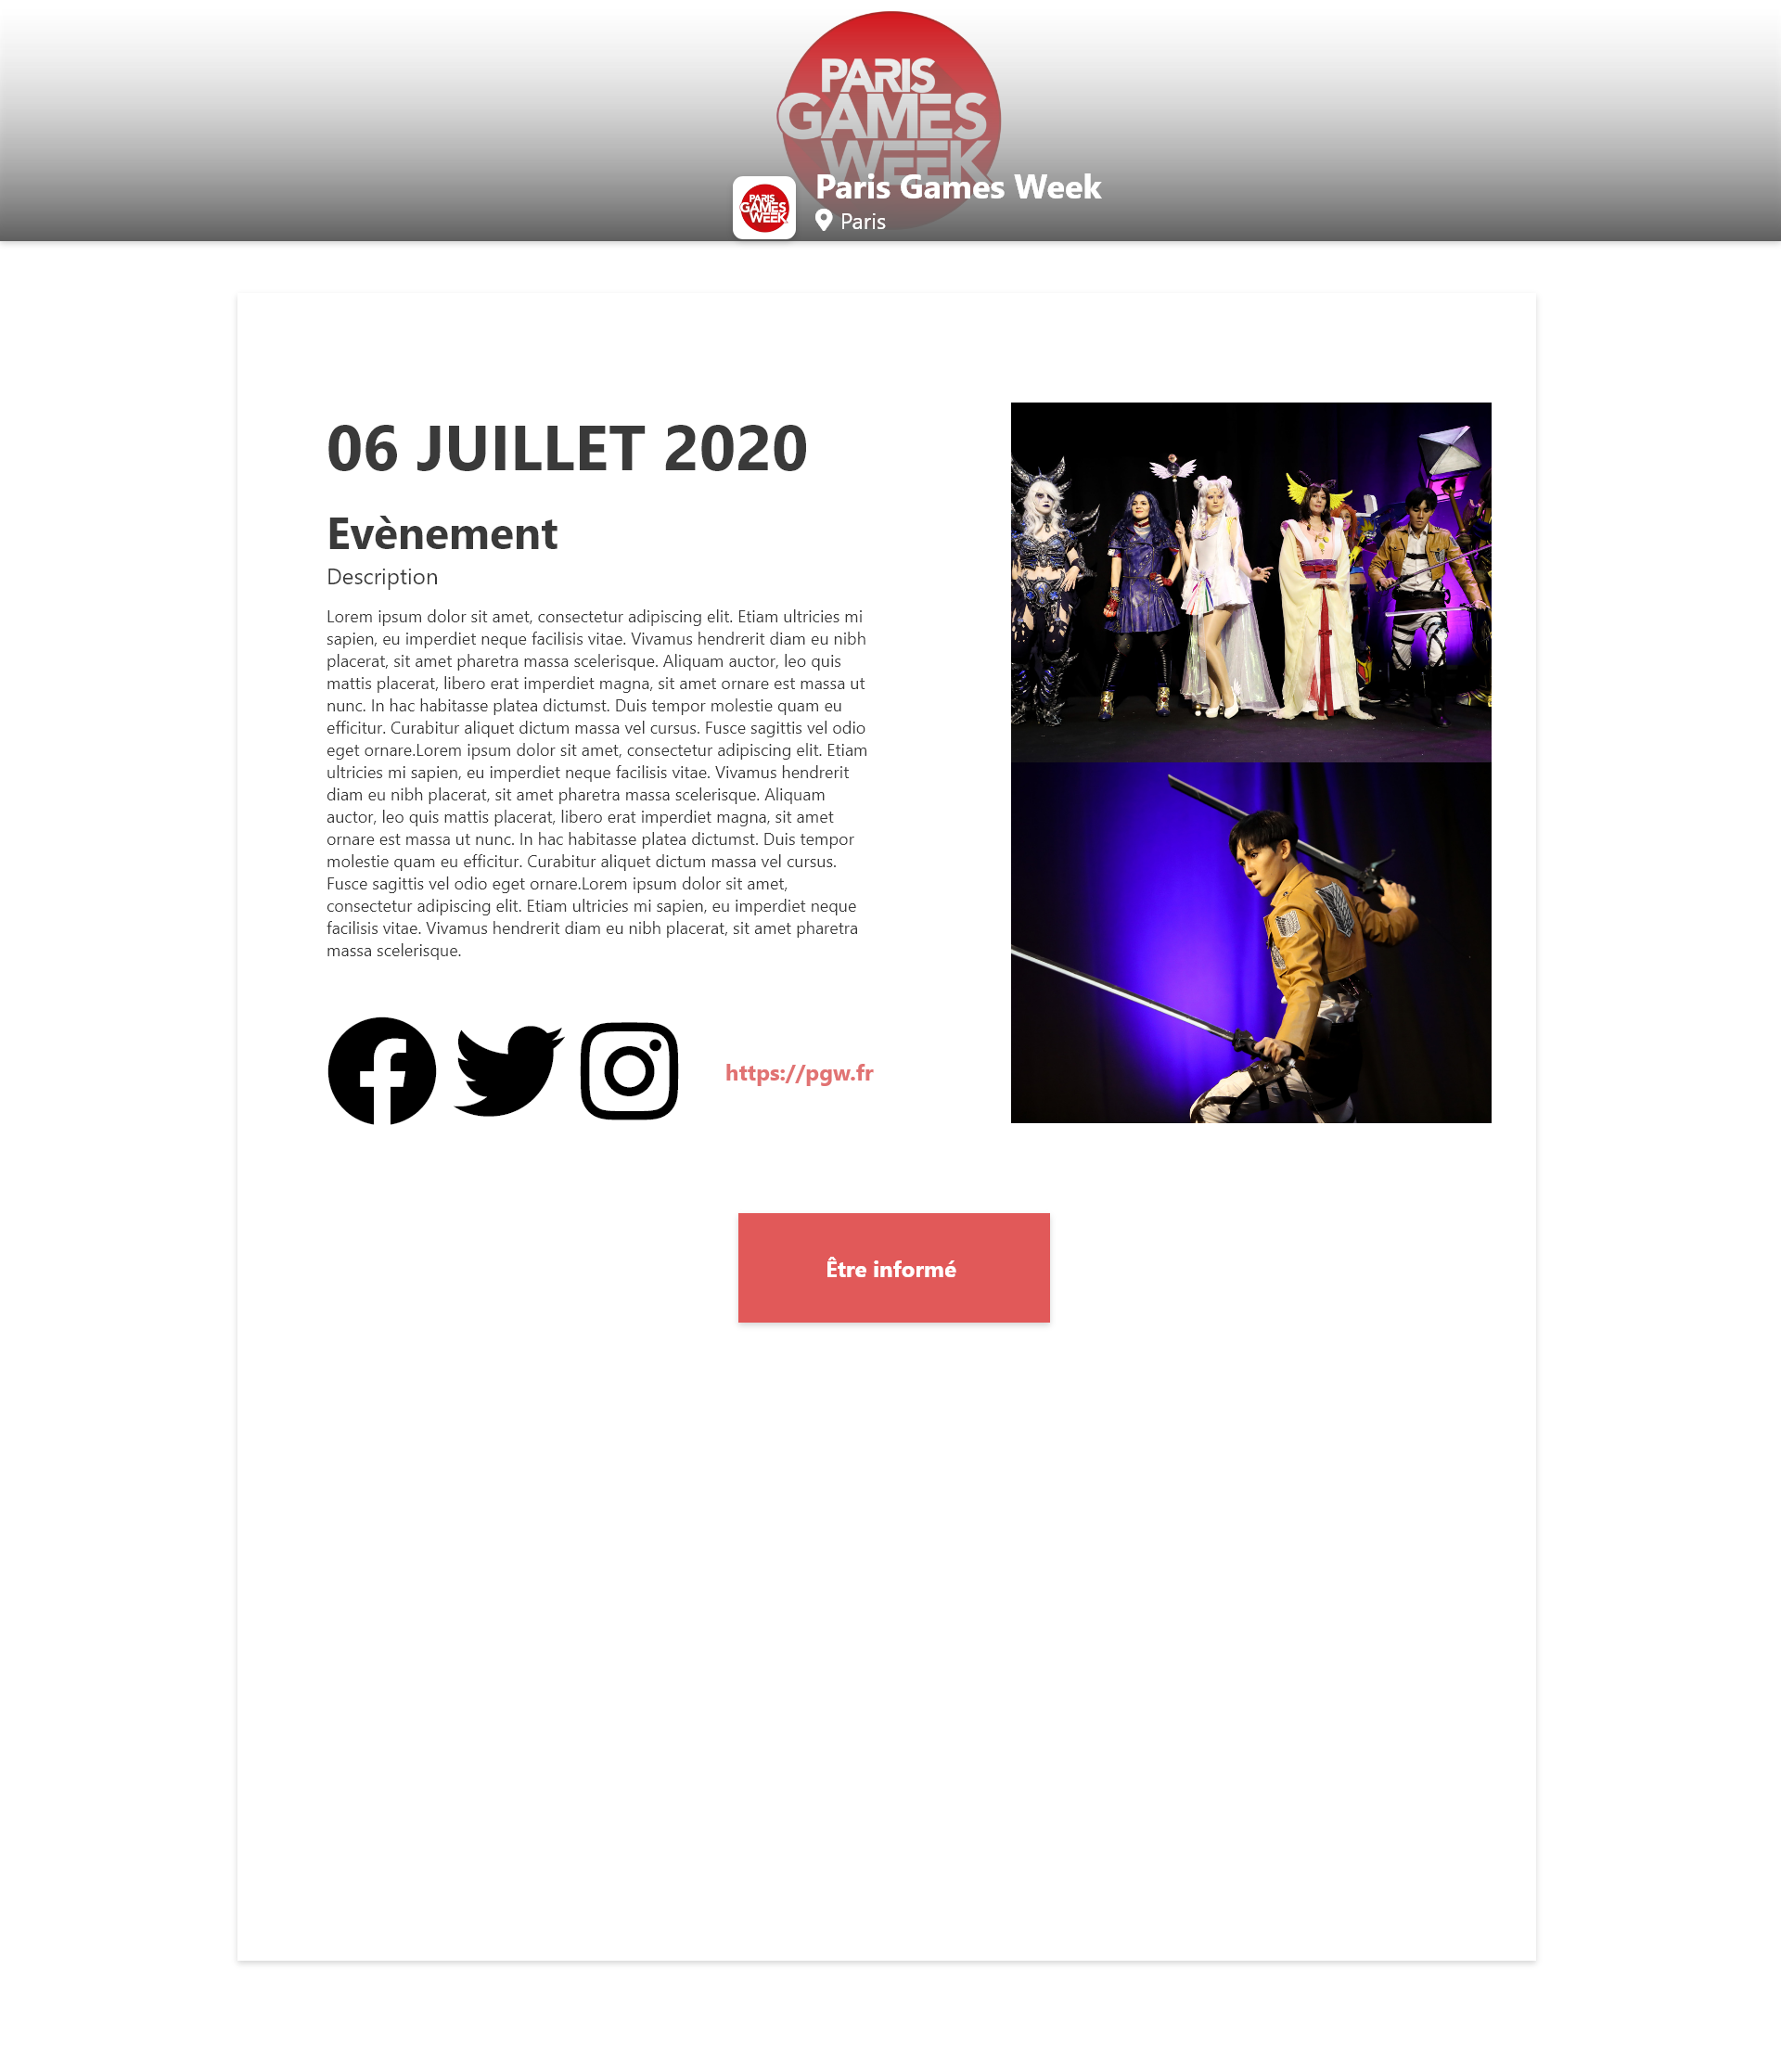 PARIS
GAMES
WEEK
PARIS
GAMES
WEEK
Paris Games Week
Paris
06 JUILLET 2020
Evènement
Description
Lorem ipsum dolor sit amet, consectetur adipiscing elit. Etiam ultricies mi
sapien, eu imperdiet neque facilisis vitae. Vivamus hendrerit diam eu nibh
placerat, sit amet pharetra massa scelerisque. Aliquam auctor, leo quis
mattis placerat, libero erat imperdiet magna, sit amet ornare est massa ut
nunc. In hac habitasse platea dictumst. Duis tempor molestie quam eu
efficitur. Curabitur aliquet dictum massa vel cursus. Fusce sagittis vel odio
eget ornare.Lorem ipsum dolor sit amet, consectetur adipiscing elit. Etiam
ultricies mi sapien, eu imperdiet neque facilisis vitae. Vivamus hendrerit
diam eu nibh placerat, sit amet pharetra massa scelerisque. Aliquam
auctor, leo quis mattis placerat, libero erat imperdiet magna, sit amet
ornare est massa ut nunc. In hac habitasse platea dictumst. Duis tempor
molestie quam eu efficitur. Curabitur aliquet dictum massa vel cursus.
Fusce sagittis vel odio eget ornare.Lorem ipsum dolor sit amet,
consectetur adipiscing elit. Etiam ultricies mi sapien, eu imperdiet neque
facilisis vitae. Vivamus hendrerit diam eu nibh placerat, sit amet pharetra
massa scelerisque.
https://pgw.fr
Être informé